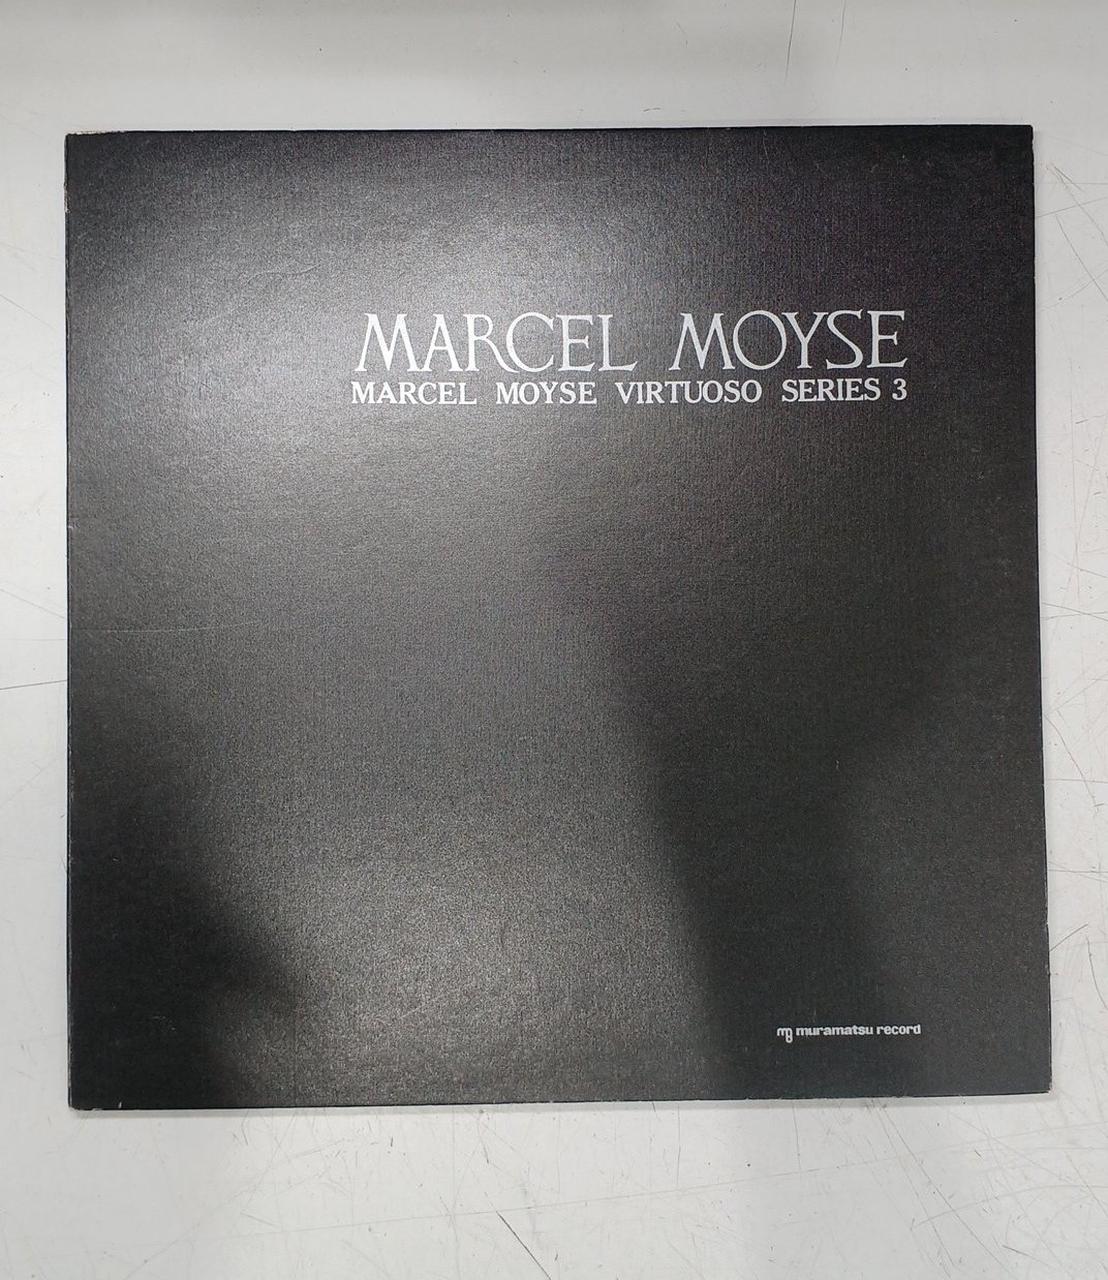 MARCEL MOYSE
MARCEL MOYSE VIRTUOSO SERIES 3
muramatsu record